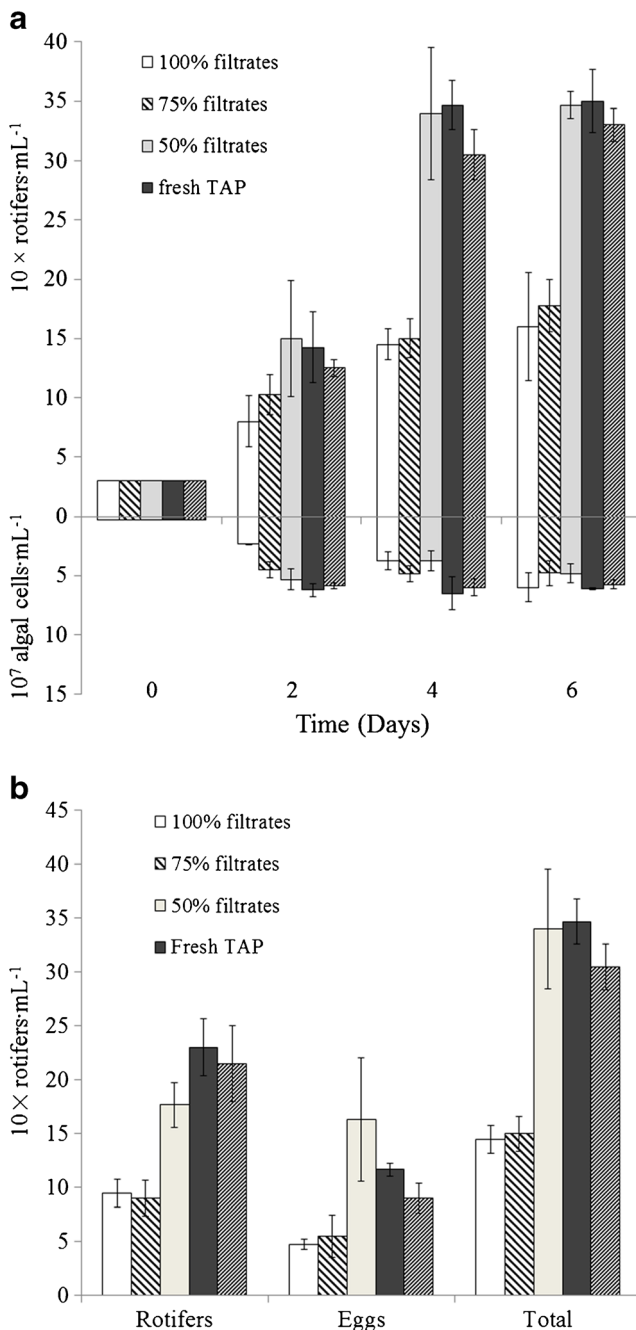 a
40
35
30
25
20
15
10
5
0
5
10
15
10 × rotifers·mL⁻¹
10⁷ algal cells·mL⁻¹
100% filtrates
75% filtrates
50% filtrates
fresh TAP
0 2 4 6
Time (Days)
b
45
40
35
30
25
20
15
10
5
0
10× rotifers·mL⁻¹
100% filtrates
75% filtrates
50% filtrates
Fresh TAP
Rotifers Eggs Total